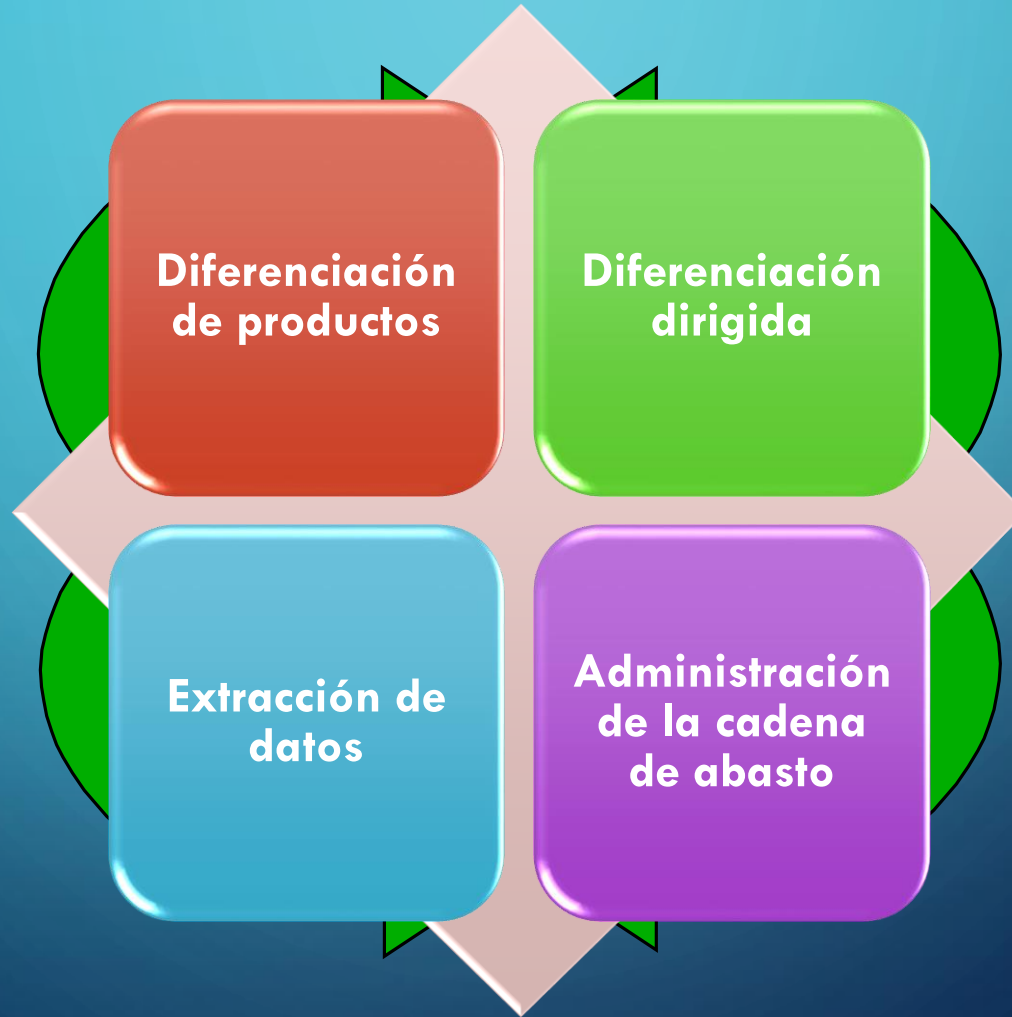 Diferenciación
de productos
Diferenciación
dirigida
Extracción de
datos
Administración
de la cadena
de abasto